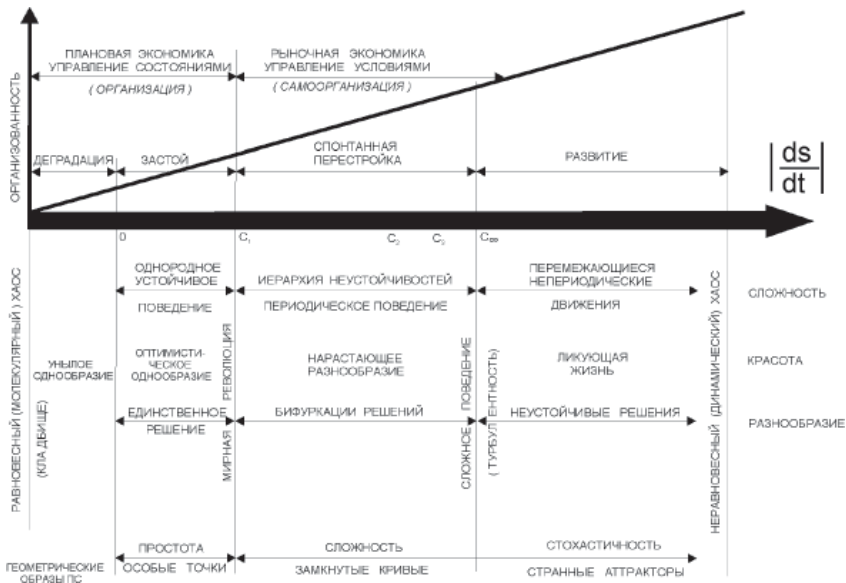 ПЛАНОВАЯ ЭКОНОМИКА
УПРАВЛЕНИЕ СОСТОЯНИЯМИ
( ОРГАНИЗАЦИЯ )
РЫНОЧНАЯ ЭКОНОМИКА
УПРАВЛЕНИЕ УСЛОВИЯМИ
( САМООРГАНИЗАЦИЯ )
ОРГАНИЗОВАННОСТЬ
ДЕГРАДАЦИЯ
ЗАСТОЙ
СПОНТАННАЯ
ПЕРЕСТРОЙКА
РАЗВИТИЕ
|ds/dt|
0
C₁
C₂
C₃
C∞
РАВНОВЕСНЫЙ (МОЛЕКУЛЯРНЫЙ ) ХАОС
(КЛАДБИЩЕ)
ОДНОРОДНОЕ
УСТОЙЧИВОЕ
ПОВЕДЕНИЕ
ИЕРАРХИЯ НЕУСТОЙЧИВОСТЕЙ
ПЕРИОДИЧЕСКОЕ ПОВЕДЕНИЕ
ПЕРЕМЕЖАЮЩИЕСЯ
НЕПЕРИОДИЧЕСКИЕ
ДВИЖЕНИЯ
СЛОЖНОСТЬ
УНЫЛОЕ
ОДНООБРАЗИЕ
ОПТИМИСТИ-
ЧЕСКОЕ
ОДНООБРАЗИЕ
МИРНАЯ РЕВОЛЮЦИЯ
НАРАСТАЮЩЕЕ
РАЗНООБРАЗИЕ
СЛОЖНОЕ ПОВЕДЕНИЕ
( ТУРБУЛЕНТНОСТЬ )
ЛИКУЮЩАЯ
ЖИЗНЬ
НЕРАВНОВЕСНЫЙ (ДИНАМИЧЕСКИЙ) ХАОС
КРАСОТА
ЕДИНСТВЕННОЕ
РЕШЕНИЕ
БИФУРКАЦИИ РЕШЕНИЙ
НЕУСТОЙЧИВЫЕ РЕШЕНИЯ
РАЗНООБРАЗИЕ
ГЕОМЕТРИЧЕСКИЕ
ОБРАЗЫ ПС
ПРОСТОТА
ОСОБЫЕ ТОЧКИ
СЛОЖНОСТЬ
ЗАМКНУТЫЕ КРИВЫЕ
СТОХАСТИЧНОСТЬ
СТРАННЫЕ АТТРАКТОРЫ